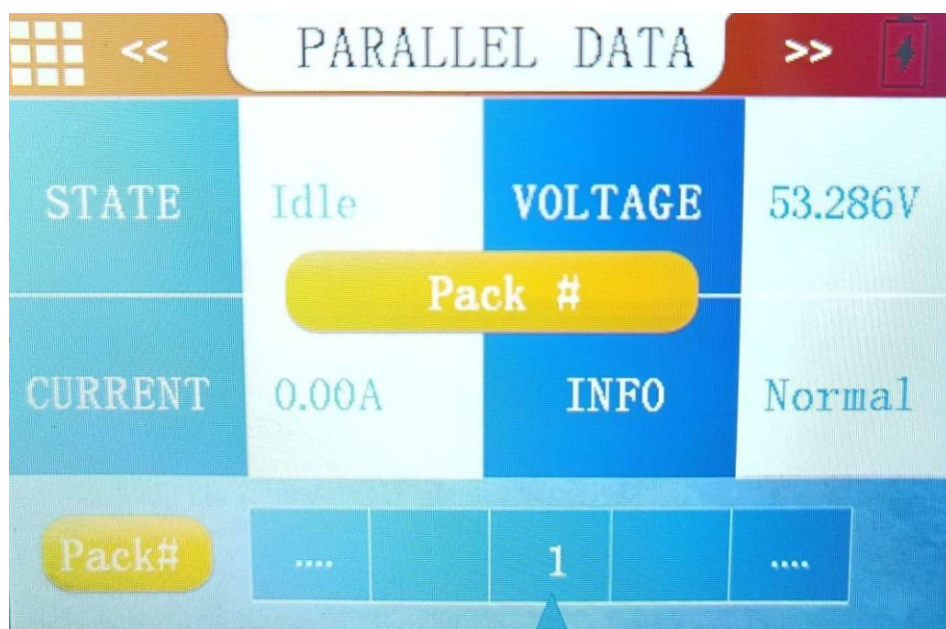 << PARALLEL DATA >>
STATE Idle VOLTAGE 53.286V
Pack #
CURRENT 0.00A INFO Normal
Pack# .... 1 ....